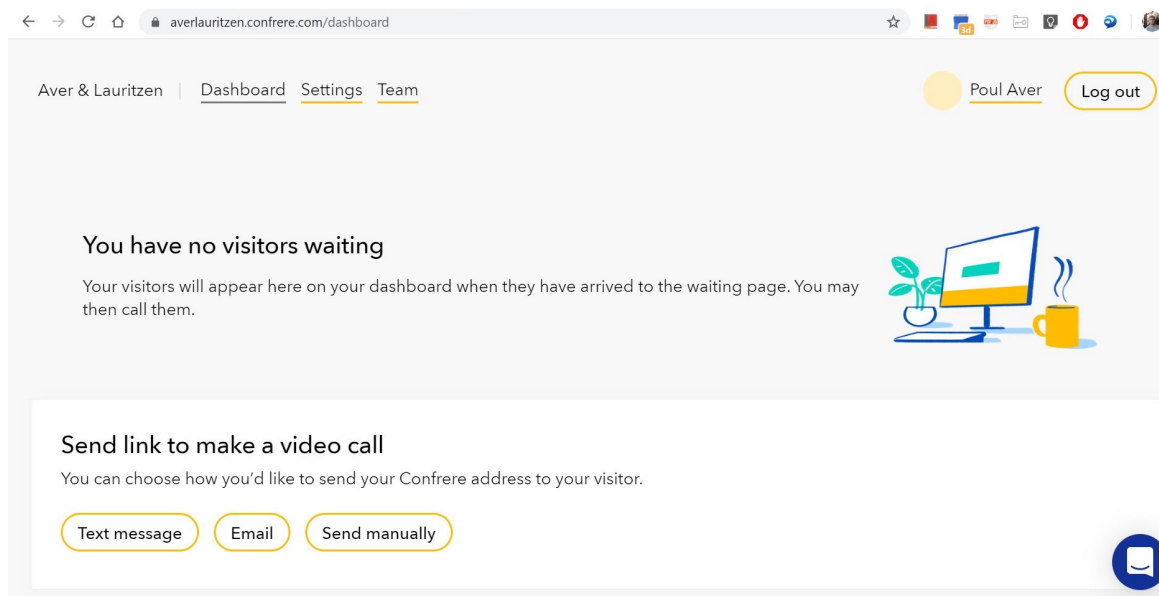 averlauritzen.confrere.com/dashboard
3d
Aver & Lauritzen | Dashboard Settings Team Poul Aver Log out
You have no visitors waiting
Your visitors will appear here on your dashboard when they have arrived to the waiting page. You may
then call them.
Send link to make a video call
You can choose how you'd like to send your Confrere address to your visitor.
Text message Email Send manually